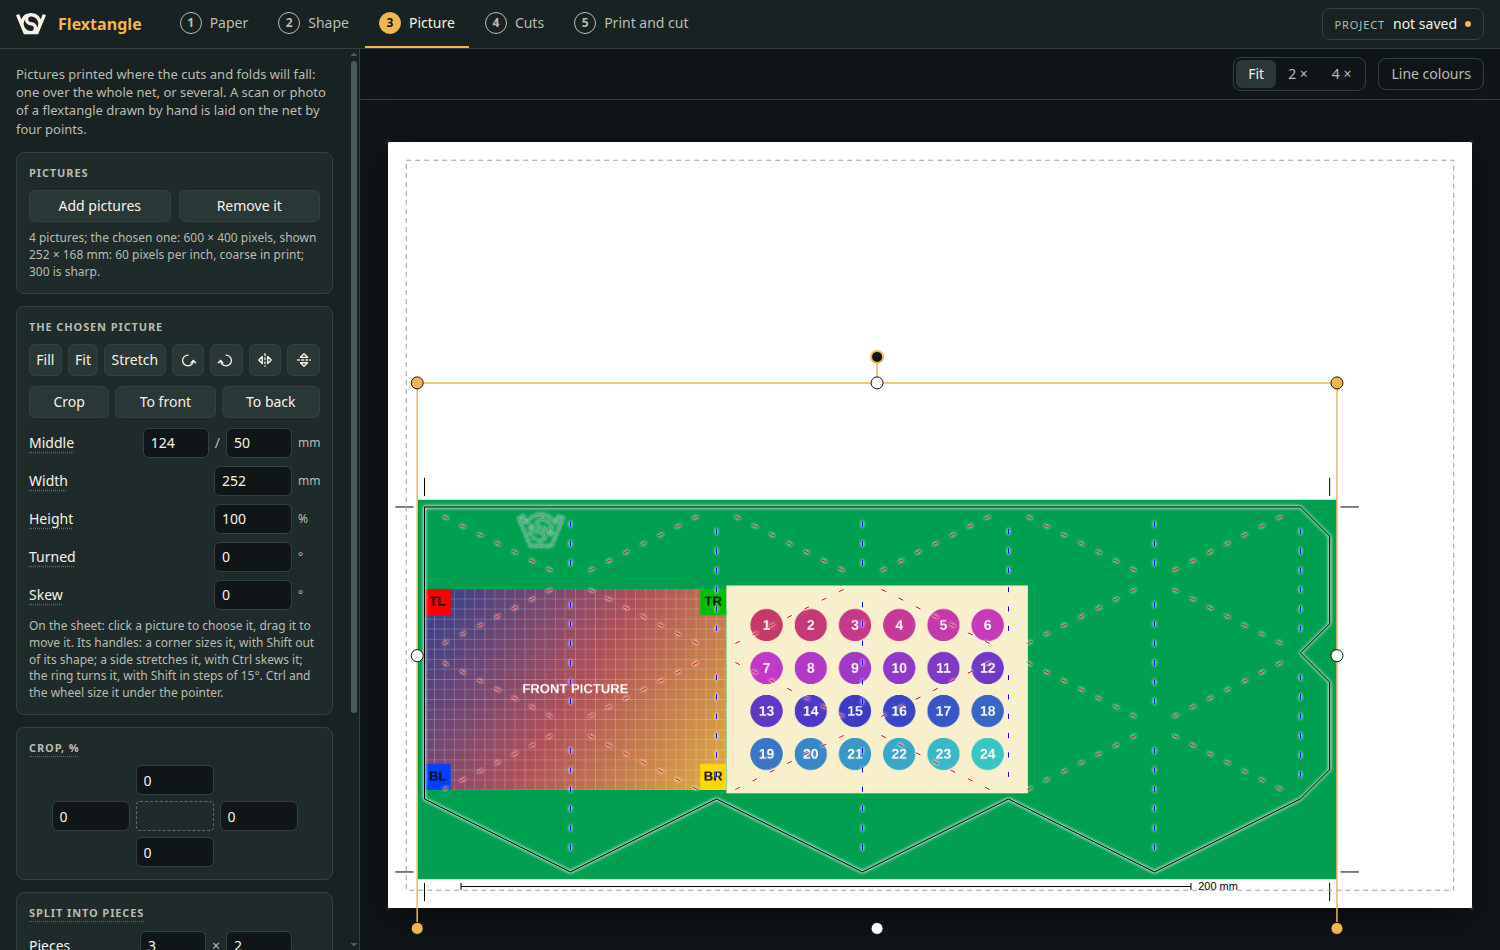 Flextangle
1 Paper
2 Shape
3 Picture
4 Cuts
5 Print and cut
PROJECT not saved
Pictures printed where the cuts and folds will fall:
one over the whole net, or several. A scan or photo
of a flextangle drawn by hand is laid on the net by
four points.
Fit 2 × 4 × Line colours
PICTURES
Add pictures Remove it
4 pictures; the chosen one: 600 × 400 pixels, shown
252 × 168 mm: 60 pixels per inch, coarse in print;
300 is sharp.
THE CHOSEN PICTURE
Fill Fit Stretch
Crop To front To back
Middle 124 / 50 mm
Width 252 mm
Height 100 %
Turned 0 °
Skew 0 °
On the sheet: click a picture to choose it, drag it to
move it. Its handles: a corner sizes it, with Shift out
of its shape; a side stretches it, with Ctrl skews it;
the ring turns it, with Shift in steps of 15°. Ctrl and
the wheel size it under the pointer.
CROP, %
0
0 0
0
SPLIT INTO PIECES
Pieces 3 × 2
TL TR
FRONT PICTURE
BL BR
1 2 3 4 5 6
7 8 9 10 11 12
13 14 15 16 17 18
19 20 21 22 23 24
200 mm